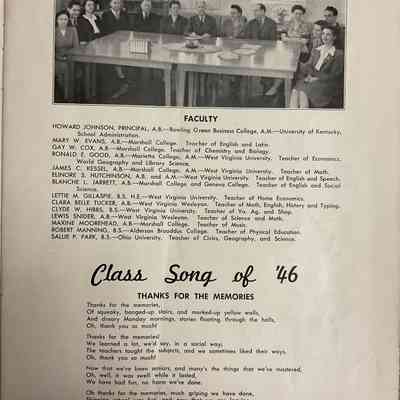 FACULTY
HOWARD JOHNSON, PRINCIPAL, A.B.—Bowling Green Business College, A.M.—University of Kentucky,
School Administration.
MARY W. EVANS, A.B.—Marshall College. Teacher of English and Latin.
GAY W. COX, A.B.—Marshall College. Teacher of Chemistry and Biology.
RONALD E. GOOD, A.B.—Marietta College, A.M.—West Virginia University. Teacher of Economics,
World Geography and Library Science.
JAMES C. KESSEL, A.B.—Marshall College, A.M.—West Virginia University. Teacher of Math.
ELINORE S. HUTCHINSON, A.B. and A.M.—West Virginia University. Teacher of English and Speech.
BLANCHE L. JARRETT, A.B.—Marshall College and Geneva College. Teacher of English and Social
Science.
LETTIE M. GILLASPIE, B.S. H.E.—West Virginia University. Teacher of Home Economics.
CLARA BELLE TUCKER, A.B.—West Virginia Wesleyan. Teacher of Math, English, History and Typing.
CLYDE W. HIBBS, B.S.—West Virginia University. Teacher of Vo. Ag. and Shop.
LEWIS SNIDER, A.B.—West Virginia Wesleyan. Teacher of Science and Math.
MAXINE MOOREHEAD, A.B.—Marshall College. Teacher of Music.
ROBERT MANNING, B.S.—Alderson Broaddus College. Teacher of Physical Education.
SALLIE P. PARK, B.S.—Ohio University. Teacher of Civics, Geography, and Science.
Class Song of '46
THANKS FOR THE MEMORIES
Thanks for the memories,
Of squeaky, banged-up stairs, and marked-up yellow walls,
And dreary Monday mornings, stories floating through the halls,
Oh, thank you so much!
Thanks for the memories!
We learned a lot, we'd say, in a social way;
The teachers taught the subjects, and we sometimes liked their ways,
Oh, thank you so much!
Now that we've been seniors, and many's the things that we've mastered,
Oh, well, it was swell while it lasted,
We have had fun, no harm we've done.
Oh thanks for the memories, much griping we have done,